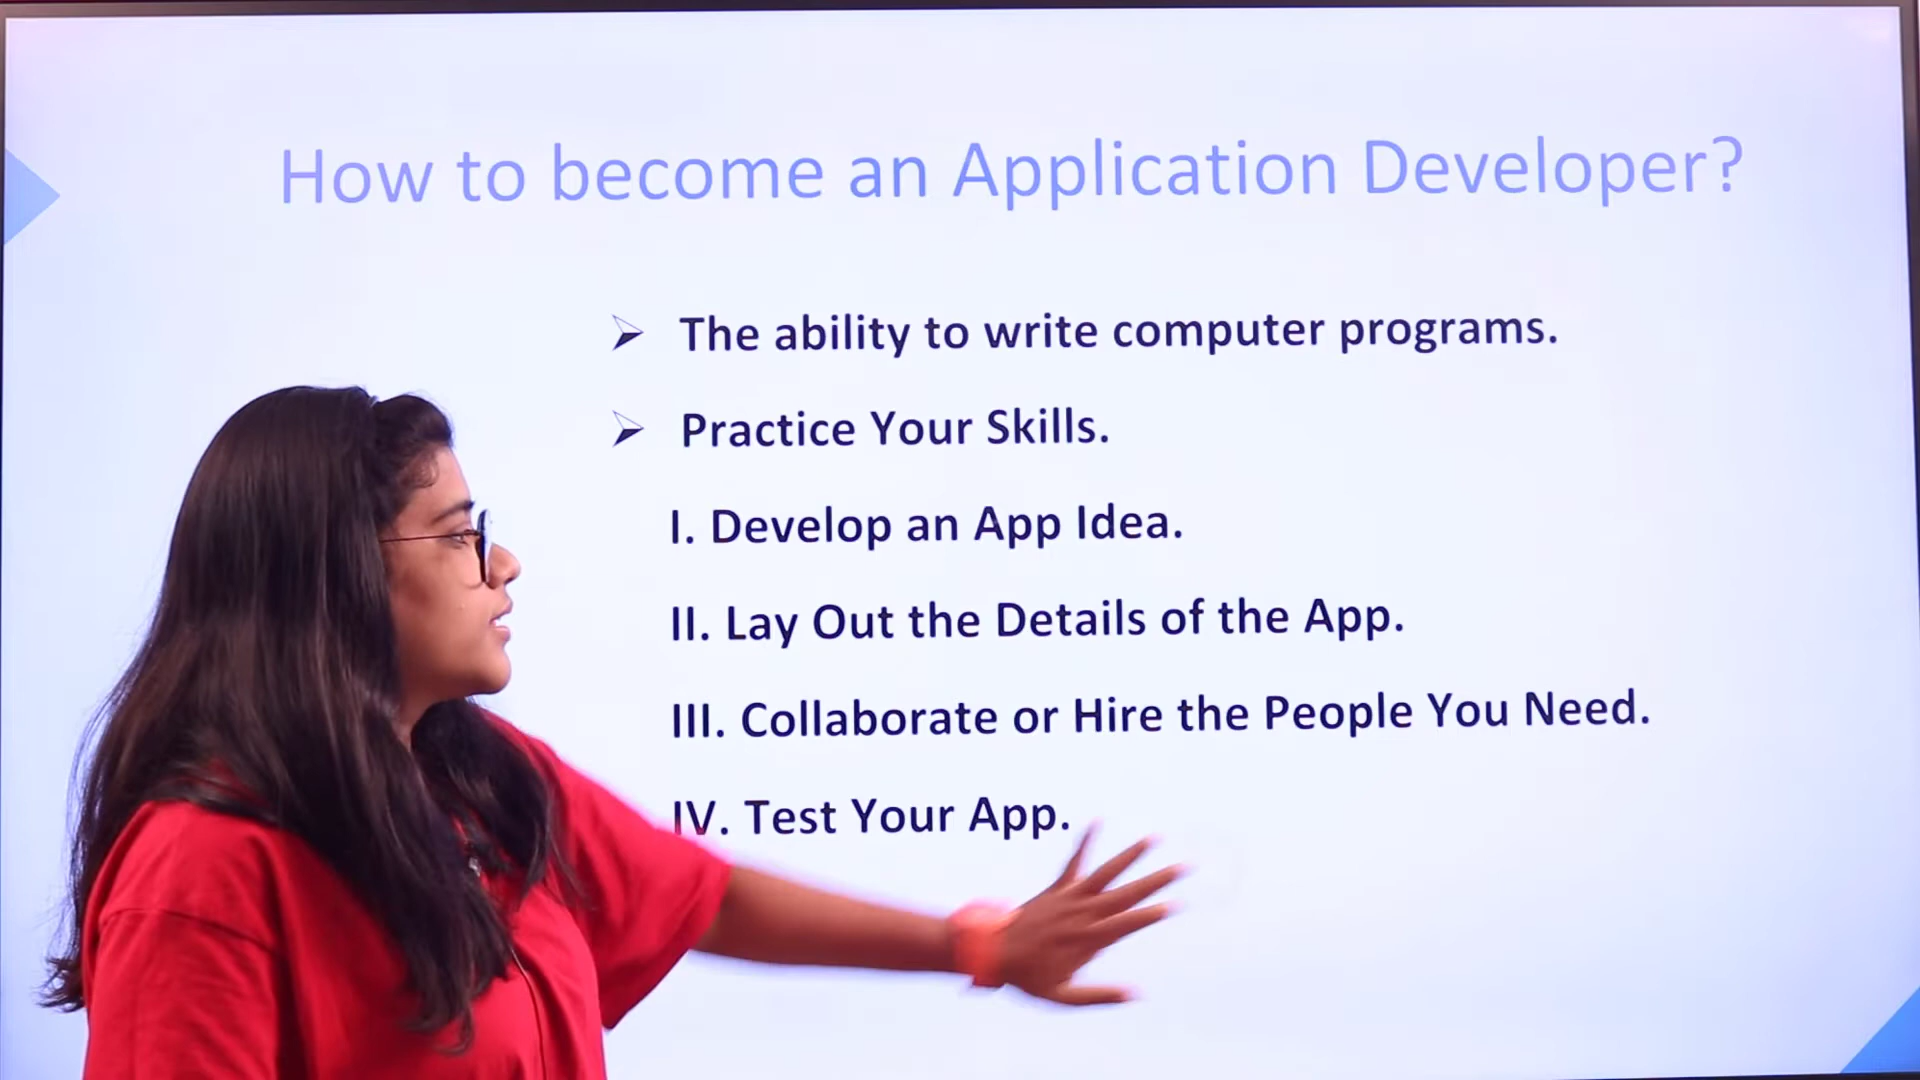 How to become an Application Developer?
The ability to write computer programs.
Practice Your Skills.
I. Develop an App Idea.
II. Lay Out the Details of the App.
III. Collaborate or Hire the People You Need.
IV. Test Your App.